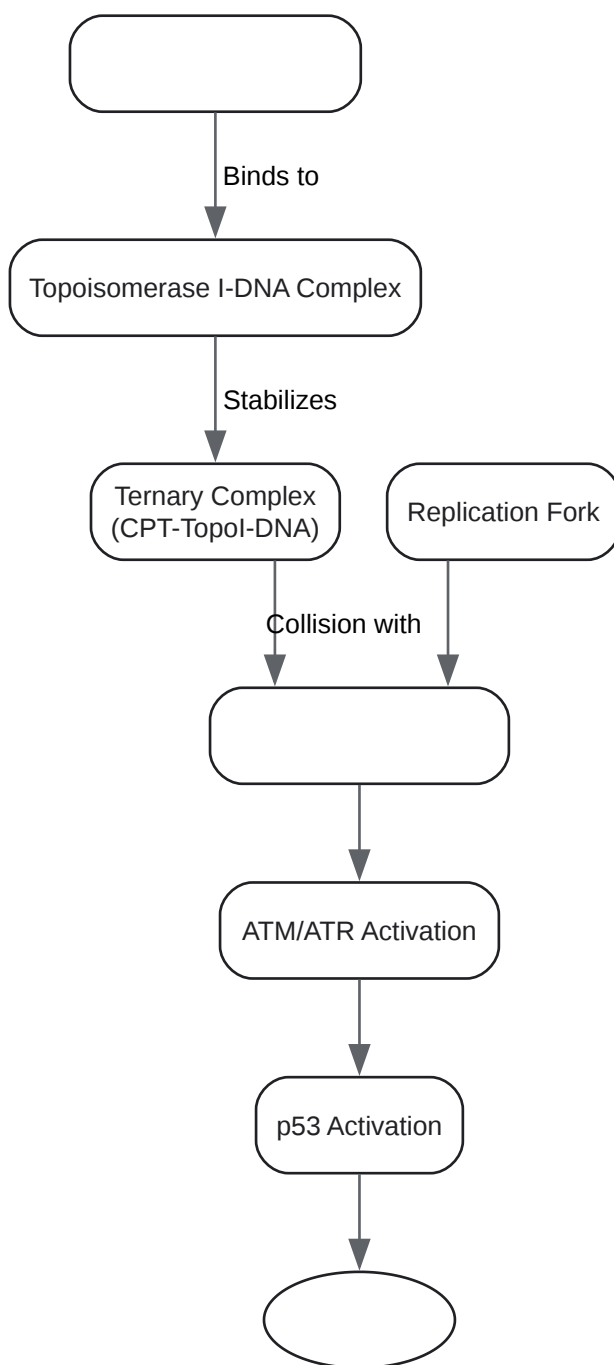 Binds to
Topoisomerase I-DNA Complex
Stabilizes
Ternary Complex
(CPT-TopoI-DNA)
Replication Fork
Collision with
ATM/ATR Activation
p53 Activation